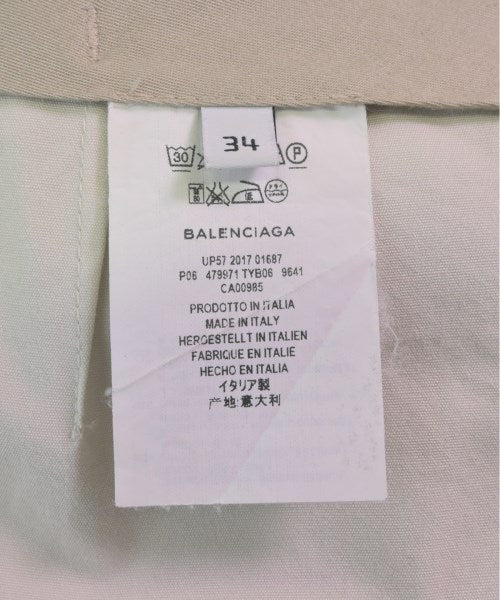 34
30
P
BALENCIAGA
UP57 2017 01687
P06 479971 TYB06 9641
CA00985
PRODOTTO IN ITALIA
MADE IN ITALY
HERGESTELLT IN ITALIEN
FABRIQUE EN ITALIE
HECHO EN ITALIA
イタリア製
产地:意大利